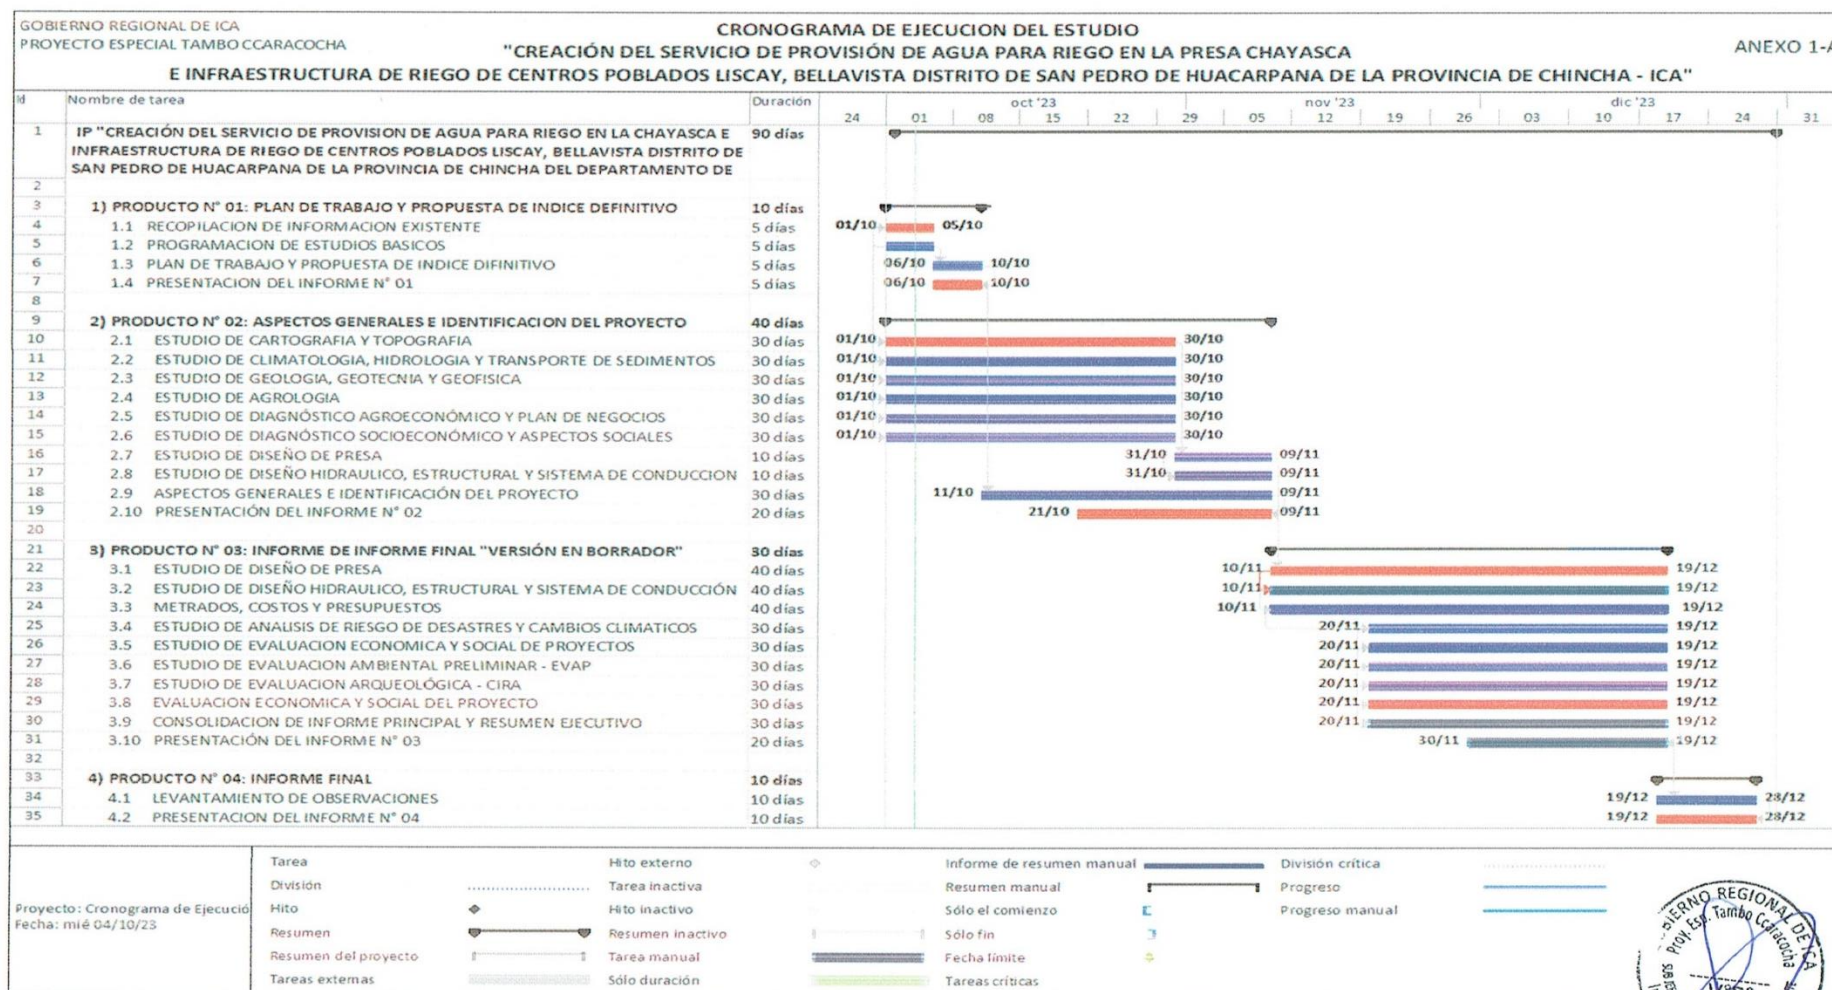 GOBIERNO REGIONAL DE ICA
PROYECTO ESPECIAL TAMBO CCARACOCHA
CRONOGRAMA DE EJECUCION DEL ESTUDIO
"CREACIÓN DEL SERVICIO DE PROVISIÓN DE AGUA PARA RIEGO EN LA PRESA CHAYASCA
E INFRAESTRUCTURA DE RIEGO DE CENTROS POBLADOS LISCAY, BELLAVISTA DISTRITO DE SAN PEDRO DE HUACARPANA DE LA PROVINCIA DE CHINCHA - ICA"
ANEXO 1-A
Id Nombre de tarea Duración oct '23 nov '23 dic '23
24 01 08 15 22 29 05 12 19 26 03 10 17 24 31
1 IP "CREACIÓN DEL SERVICIO DE PROVISION DE AGUA PARA RIEGO EN LA CHAYASCA E 90 días
INFRAESTRUCTURA DE RIEGO DE CENTROS POBLADOS LISCAY, BELLAVISTA DISTRITO DE
SAN PEDRO DE HUACARPANA DE LA PROVINCIA DE CHINCHA DEL DEPARTAMENTO DE
2
3 1) PRODUCTO N° 01: PLAN DE TRABAJO Y PROPUESTA DE INDICE DEFINITIVO 10 días
4 1.1 RECOPILACION DE INFORMACION EXISTENTE 5 días 01/10 05/10
5 1.2 PROGRAMACION DE ESTUDIOS BASICOS 5 días
6 1.3 PLAN DE TRABAJO Y PROPUESTA DE INDICE DIFINITIVO 5 días 06/10 10/10
7 1.4 PRESENTACION DEL INFORME N° 01 5 días 06/10 10/10
8
9 2) PRODUCTO N° 02: ASPECTOS GENERALES E IDENTIFICACION DEL PROYECTO 40 días
10 2.1 ESTUDIO DE CARTOGRAFIA Y TOPOGRAFIA 30 días 01/10 30/10
11 2.2 ESTUDIO DE CLIMATOLOGIA, HIDROLOGIA Y TRANSPORTE DE SEDIMENTOS 30 días 01/10 30/10
12 2.3 ESTUDIO DE GEOLOGIA, GEOTECNIA Y GEOFISICA 30 días 01/10 30/10
13 2.4 ESTUDIO DE AGROLOGIA 30 días 01/10 30/10
14 2.5 ESTUDIO DE DIAGNÓSTICO AGROECONÓMICO Y PLAN DE NEGOCIOS 30 días 01/10 30/10
15 2.6 ESTUDIO DE DIAGNÓSTICO SOCIOECONÓMICO Y ASPECTOS SOCIALES 30 días 01/10 30/10
16 2.7 ESTUDIO DE DISEÑO DE PRESA 10 días 31/10 09/11
17 2.8 ESTUDIO DE DISEÑO HIDRAULICO, ESTRUCTURAL Y SISTEMA DE CONDUCCION 10 días 31/10 09/11
18 2.9 ASPECTOS GENERALES E IDENTIFICACIÓN DEL PROYECTO 30 días 11/10 09/11
19 2.10 PRESENTACIÓN DEL INFORME N° 02 20 días 21/10 09/11
20
21 3) PRODUCTO N° 03: INFORME DE INFORME FINAL "VERSIÓN EN BORRADOR" 30 días
22 3.1 ESTUDIO DE DISEÑO DE PRESA 40 días 10/11 19/12
23 3.2 ESTUDIO DE DISEÑO HIDRAULICO, ESTRUCTURAL Y SISTEMA DE CONDUCCIÓN 40 días 10/11 19/12
24 3.3 METRADOS, COSTOS Y PRESUPUESTOS 40 días 10/11 19/12
25 3.4 ESTUDIO DE ANALISIS DE RIESGO DE DESASTRES Y CAMBIOS CLIMATICOS 30 días 20/11 19/12
26 3.5 ESTUDIO DE EVALUACION ECONOMICA Y SOCIAL DE PROYECTOS 30 días 20/11 19/12
27 3.6 ESTUDIO DE EVALUACION AMBIENTAL PRELIMINAR - EVAP 30 días 20/11 19/12
28 3.7 ESTUDIO DE EVALUACION ARQUEOLÓGICA - CIRA 30 días 20/11 19/12
29 3.8 EVALUACION ECONOMICA Y SOCIAL DEL PROYECTO 30 días 20/11 19/12
30 3.9 CONSOLIDACION DE INFORME PRINCIPAL Y RESUMEN EJECUTIVO 30 días 20/11 19/12
31 3.10 PRESENTACIÓN DEL INFORME N° 03 20 días 30/11 19/12
32
33 4) PRODUCTO N° 04: INFORME FINAL 10 días
34 4.1 LEVANTAMIENTO DE OBSERVACIONES 10 días 19/12 28/12
35 4.2 PRESENTACION DEL INFORME N° 04 10 días 19/12 28/12
Proyecto: Cronograma de Ejecució
Fecha: mié 04/10/23
Tarea Hito externo Informe de resumen manual División crítica
División Tarea inactiva Resumen manual Progreso
Hito Hito inactivo Sólo el comienzo Progreso manual
Resumen Resumen inactivo Sólo fin
Resumen del proyecto Tarea manual Fecha límite
Tareas externas Sólo duración Tareas críticas
GOBIERNO REGIONAL DE ICA
Proy. Esp. Tambo Ccaracocha